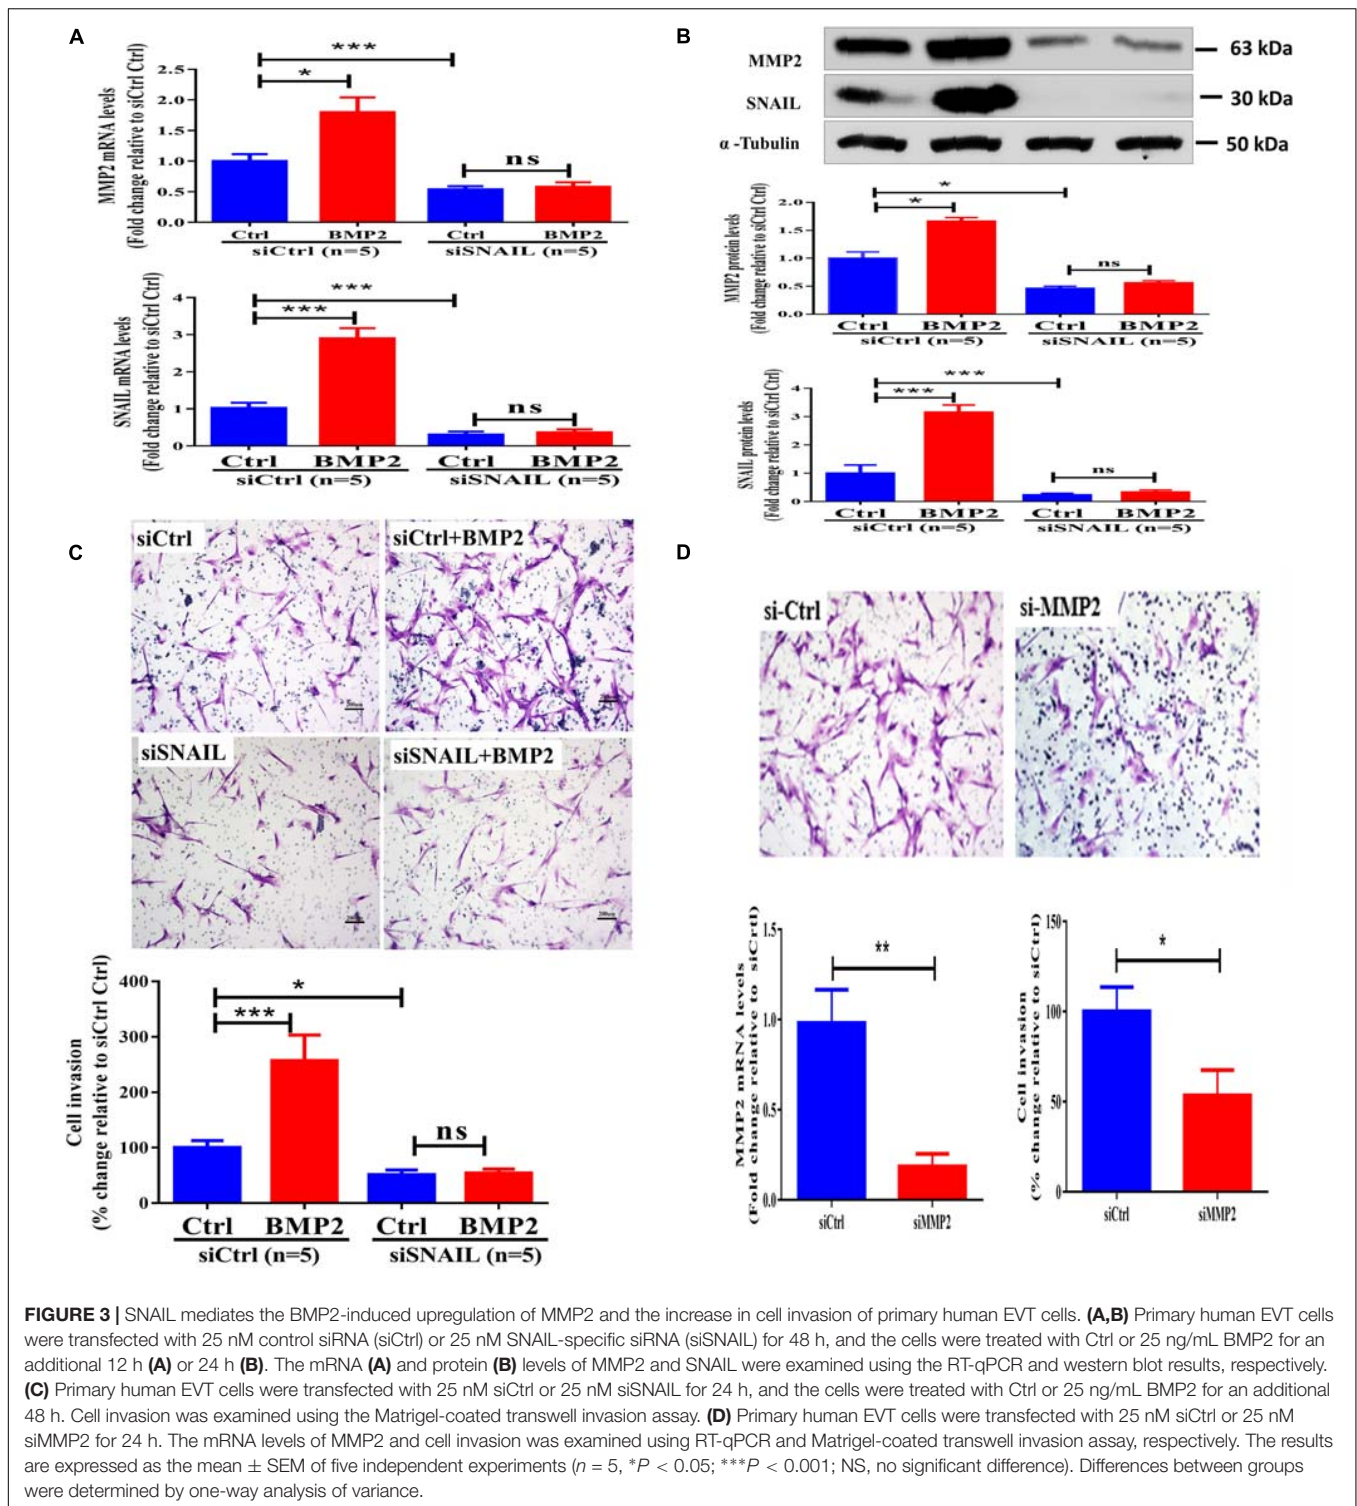 A
MMP2 mRNA levels
(Fold change relative to siCtrl Ctrl)
2.5
2.0
1.5
1.0
0.5
0.0
***
*
ns
Ctrl BMP2 Ctrl BMP2
siCtrl (n=5) siSNAIL (n=5)
SNAIL mRNA levels
(Fold change relative to siCtrl Ctrl)
4
3
2
1
0
***
***
ns
Ctrl BMP2 Ctrl BMP2
siCtrl (n=5) siSNAIL (n=5)
B
MMP2 63 kDa
SNAIL 30 kDa
α -Tubulin 50 kDa
MMP2 protein levels
(Fold change relative to siCtrl Ctrl)
2.0
1.5
1.0
0.5
0.0
*
*
ns
Ctrl BMP2 Ctrl BMP2
siCtrl (n=5) siSNAIL (n=5)
SNAIL protein levels
(Fold change relative to siCtrl Ctrl)
4
3
2
1
0
***
***
ns
Ctrl BMP2 Ctrl BMP2
siCtrl (n=5) siSNAIL (n=5)
C
siCtrl siCtrl+BMP2
siSNAIL siSNAIL+BMP2
Cell invasion
(% change relative to siCtrl Ctrl)
400
300
200
100
0
*
***
ns
Ctrl BMP2 Ctrl BMP2
siCtrl (n=5) siSNAIL (n=5)
D
si-Ctrl si-MMP2
MMP2 mRNA levels
(Fold change relative to siCrtl)
1.5
1.0
0.5
0.0
**
siCtrl siMMP2
Cell invasion
(% change relative to siCtrl)
150
100
50
0
*
siCtrl siMMP2
FIGURE 3 | SNAIL mediates the BMP2-induced upregulation of MMP2 and the increase in cell invasion of primary human EVT cells. (A,B) Primary human EVT cells
were transfected with 25 nM control siRNA (siCtrl) or 25 nM SNAIL-specific siRNA (siSNAIL) for 48 h, and the cells were treated with Ctrl or 25 ng/mL BMP2 for an
additional 12 h (A) or 24 h (B). The mRNA (A) and protein (B) levels of MMP2 and SNAIL were examined using the RT-qPCR and western blot results, respectively.
(C) Primary human EVT cells were transfected with 25 nM siCtrl or 25 nM siSNAIL for 24 h, and the cells were treated with Ctrl or 25 ng/mL BMP2 for an additional
48 h. Cell invasion was examined using the Matrigel-coated transwell invasion assay. (D) Primary human EVT cells were transfected with 25 nM siCtrl or 25 nM
siMMP2 for 24 h. The mRNA levels of MMP2 and cell invasion was examined using RT-qPCR and Matrigel-coated transwell invasion assay, respectively. The results
are expressed as the mean ± SEM of five independent experiments (n = 5, *P < 0.05; ***P < 0.001; NS, no significant difference). Differences between groups
were determined by one-way analysis of variance.